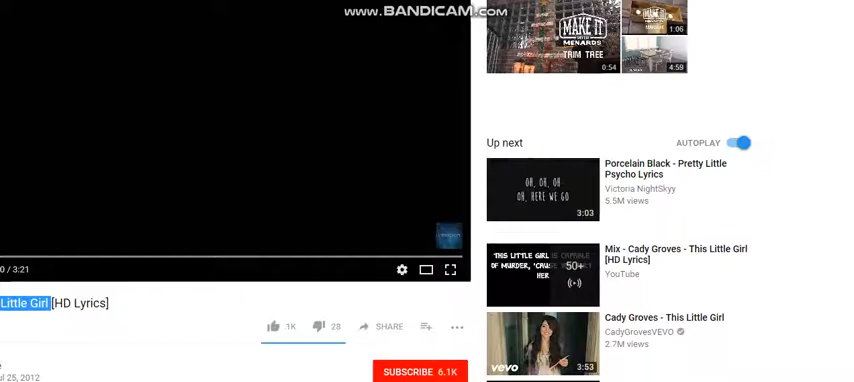 www.BANDICAM.com
MAKE IT
WITH
MENARDS
TRIM TREE
0:54
1:06
4:59
Up next
AUTOPLAY
OH, OH, OH
OH, HERE WE GO
3:03
Porcelain Black - Pretty Little
Psycho Lyrics
Victoria NightSkyy
5.5M views
THIS LITTLE GIRL IS CAPABLE
OF MURDER, 'CAUSE
HER
50+
Mix - Cady Groves - This Little Girl
[HD Lyrics]
YouTube
vevo
3:53
Cady Groves - This Little Girl
CadyGrovesVEVO
2.7M views
0 / 3:21
Little Girl [HD Lyrics]
1K
28
SHARE
25, 2012
SUBSCRIBE 6.1K